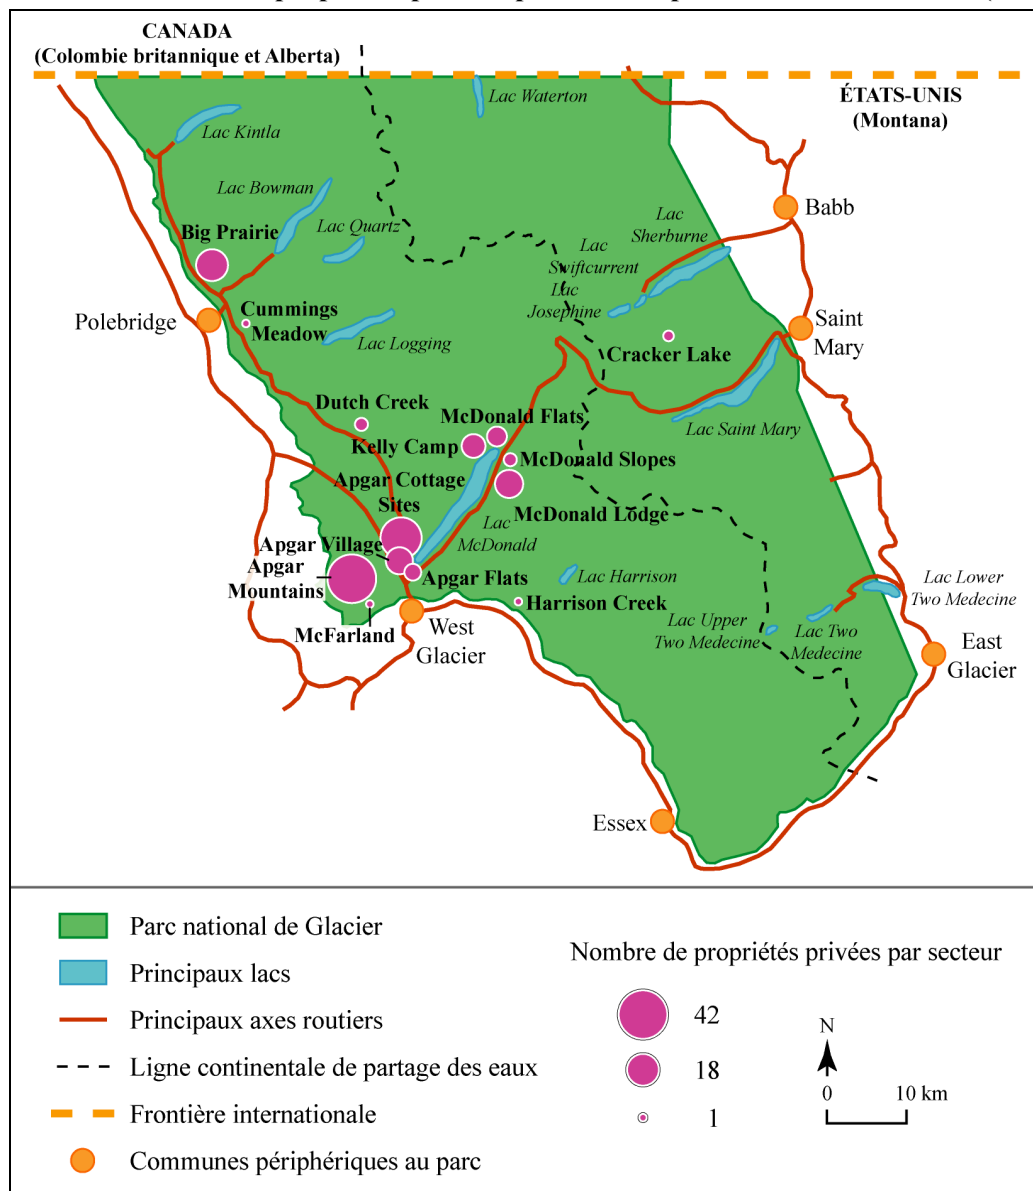 CANADA
(Colombie britannique et Alberta)
ÉTATS-UNIS
(Montana)
Lac Waterton
Lac Kintla
Lac Bowman
Lac Quartz
Big Prairie
Lac
Sherburne
Babb
Lac
Swiftcurrent
Lac
Josephine
Polebridge
Cummings
Meadow
Lac Logging
Cracker Lake
Saint
Mary
Dutch Creek
McDonald Flats
Kelly Camp
Lac Saint Mary
McDonald Slopes
Apgar Cottage
Sites
McDonald Lodge
Lac
McDonald
Apgar Village
Apgar
Mountains
Apgar Flats
Lac Harrison
Harrison Creek
McFarland
West
Glacier
Lac Lower
Two Medecine
Lac Upper
Two Medecine
Lac Two
Medecine
East
Glacier
Essex
Parc national de Glacier
Principaux lacs
Principaux axes routiers
Ligne continentale de partage des eaux
Frontière internationale
Communes périphériques au parc
Nombre de propriétés privées par secteur
42
18
1
N
0 10 km